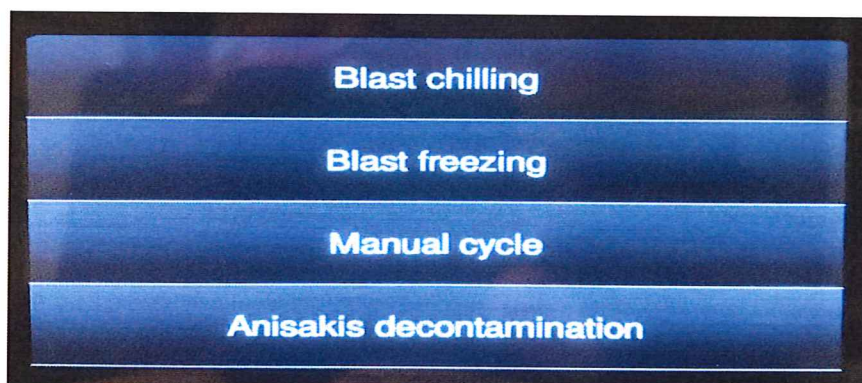 Blast chilling
Blast freezing
Manual cycle
Anisakis decontamination